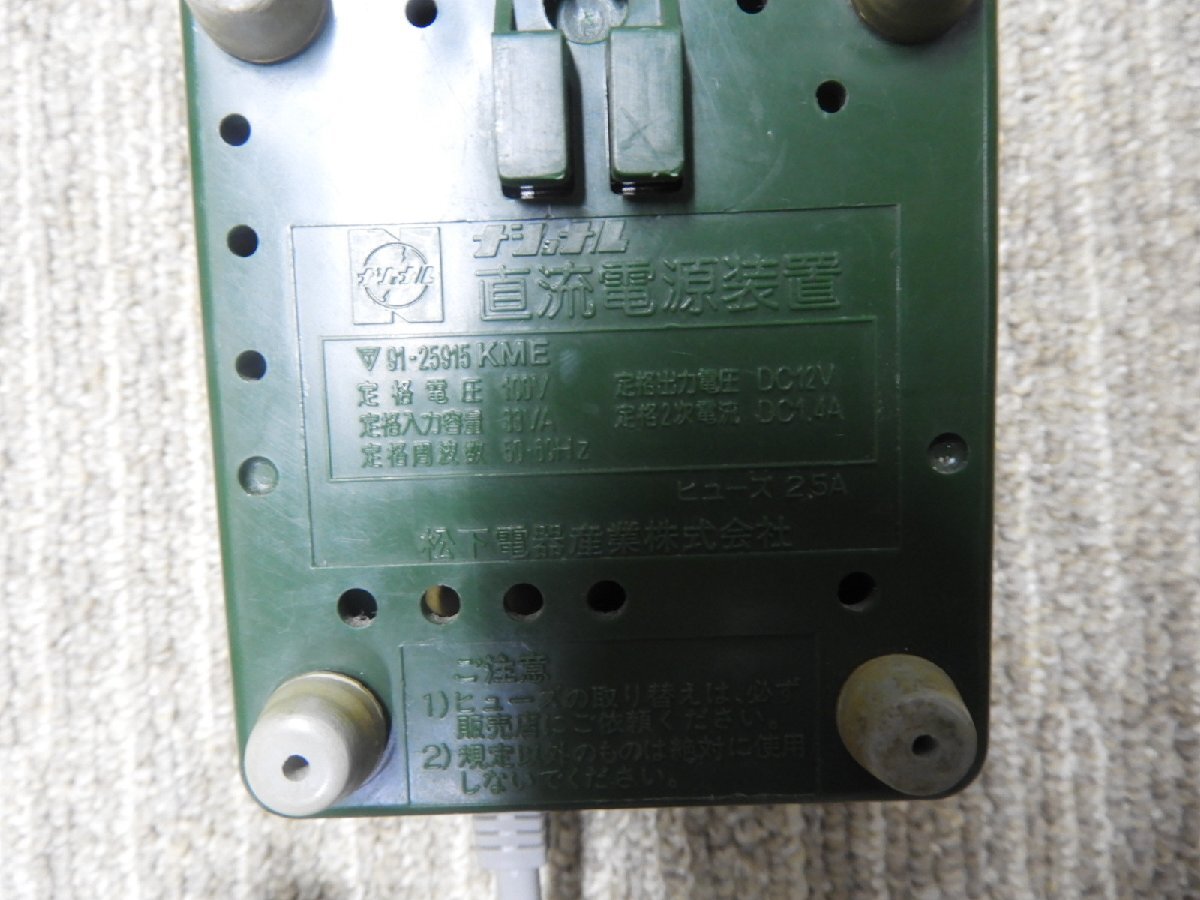 ナショナル
ナショナル
直流電源装置
91-25915 KME
定格電圧 100V
定格入力容量
定格周波数 50-60Hz
定格出力電圧 DC12V
定格2次電流 DC1.4A
ヒューズ 2.5A
松下電器産業株式会社
ご注意
1)ヒューズの取り替えは、必ず
販売店にご依頼ください。
2)規定以外のものは絶対に使用
しないでください。